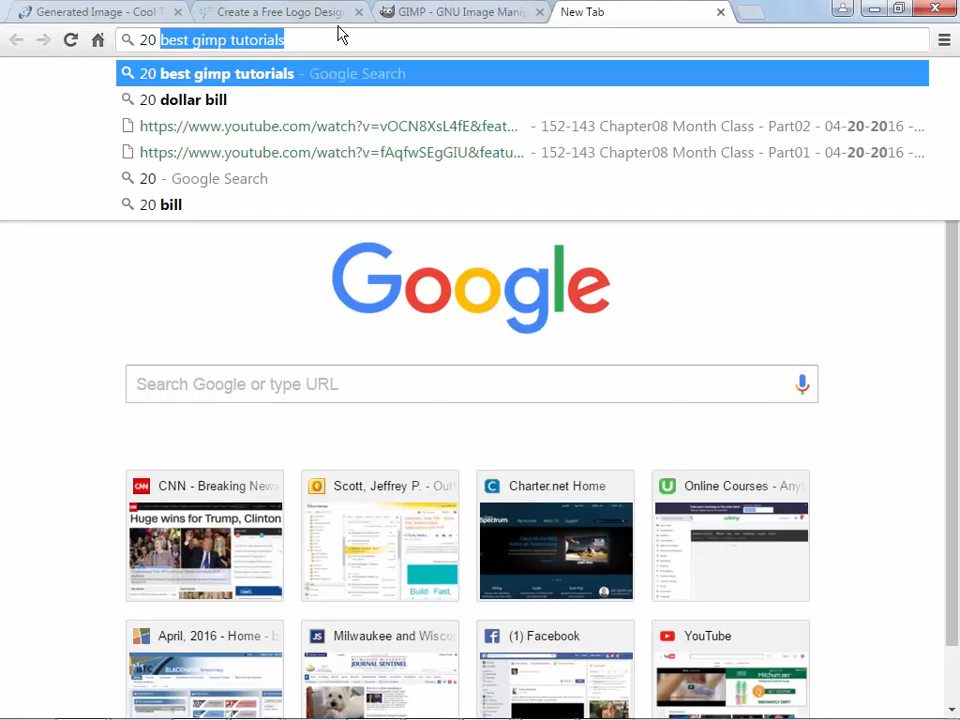 Generated Image - Cool T
Create a Free Logo Desig
GIMP - GNU Image Mani
New Tab
20 best gimp tutorials
20 best gimp tutorials - Google Search
20 dollar bill
https://www.youtube.com/watch?v=vOCN8XsL4fE&feat... - 152-143 Chapter08 Month Class - Part02 - 04-20-2016 -...
https://www.youtube.com/watch?v=fAqfwSEgGIU&featu... - 152-143 Chapter08 Month Class - Part01 - 04-20-2016 -...
20 - Google Search
20 bill
Google
Search Google or type URL
CNN - Breaking News
Scott, Jeffrey P. - Out
Charter.net Home
Online Courses - Any
Huge wins for Trump, Clinton
Spectrum
udemy
Build, Fast,
April, 2016 - Home - b
Milwaukee and Wisco
(1) Facebook
YouTube
BLACKHAWK
JOURNAL SENTINEL